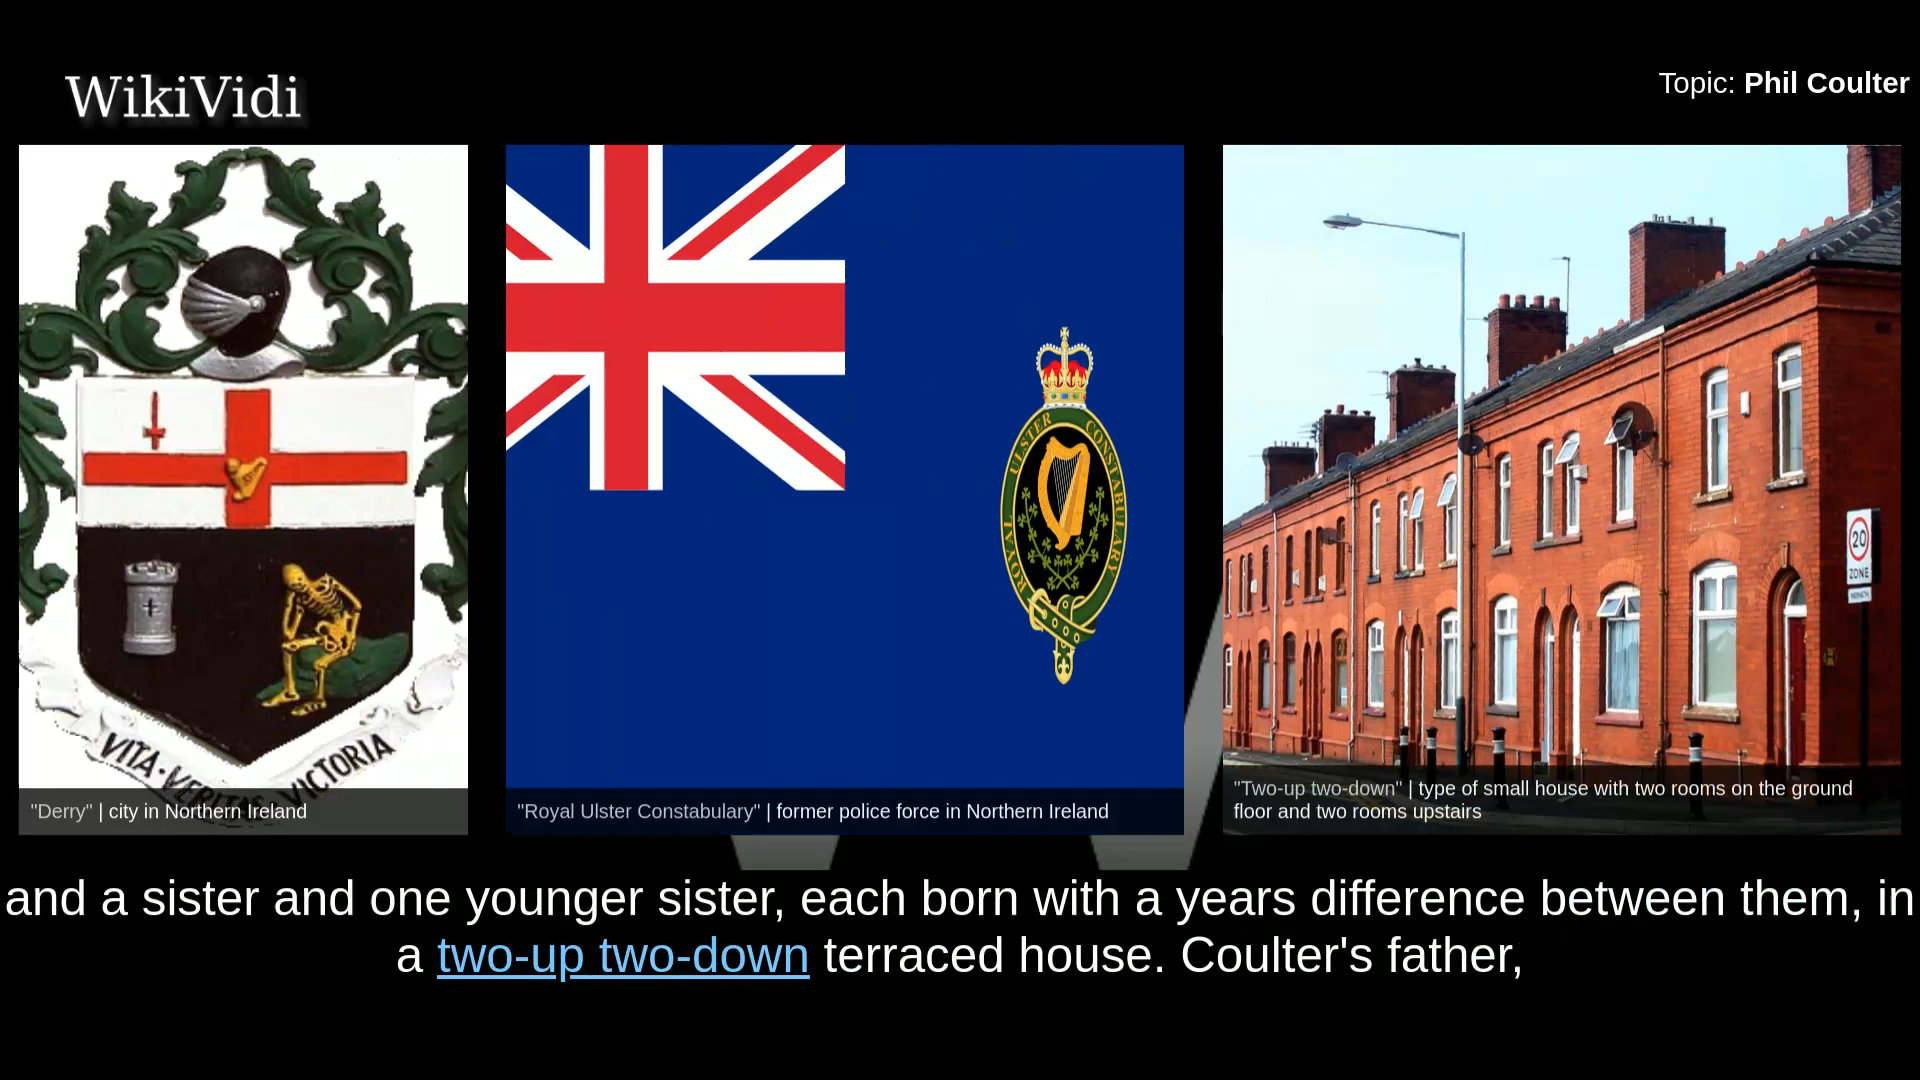 WikiVidi
Topic: Phil Coulter
VITA·VERITAS·VICTORIA
ROYAL ULSTER CONSTABULARY
20
ZONE
"Derry" | city in Northern Ireland
"Royal Ulster Constabulary" | former police force in Northern Ireland
"Two-up two-down" | type of small house with two rooms on the ground
floor and two rooms upstairs
and a sister and one younger sister, each born with a years difference between them, in
a two-up two-down terraced house. Coulter's father,